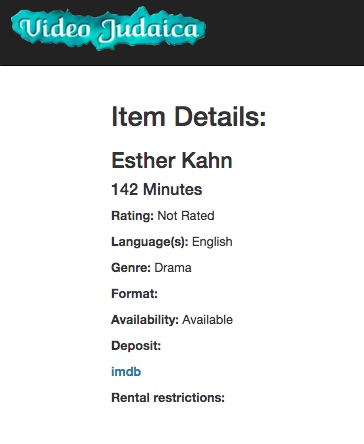 Video Judaica
Item Details:
Esther Kahn
142 Minutes
Rating: Not Rated
Language(s): English
Genre: Drama
Format:
Availability: Available
Deposit:
imdb
Rental restrictions: